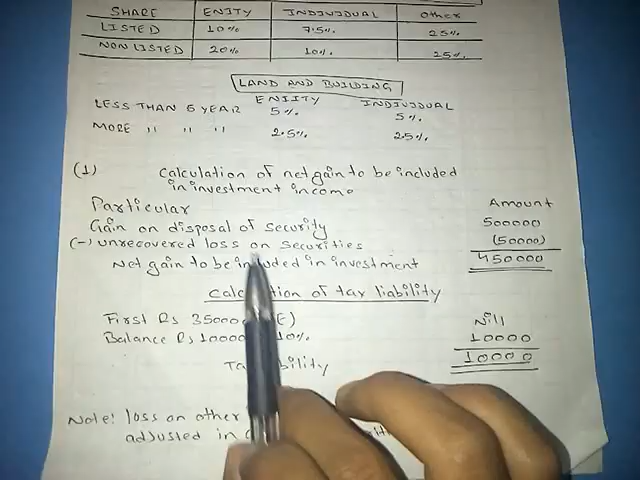 SHARE ENITY INDIVIDUAL Other
LISTED 10% 7.5% 25%
NON LISTED 20% 10% 25%
LAND AND BUILDING
ENITY INDIVIDUAL
LESS THAN 5 YEAR 5% 5%
MORE " " " 2.5% 2.5%
(1) Calculation of net gain to be included
in investment income
Particular Amount
Gain on disposal of security 500000
(-) unrecovered loss on securities (50000)
Net gain to be included in investment 450000
Calculation of tax liability
First Rs 35000 Nill
Balance Rs 10000 10% 10000
10000
Note! loss on other
adjusted in